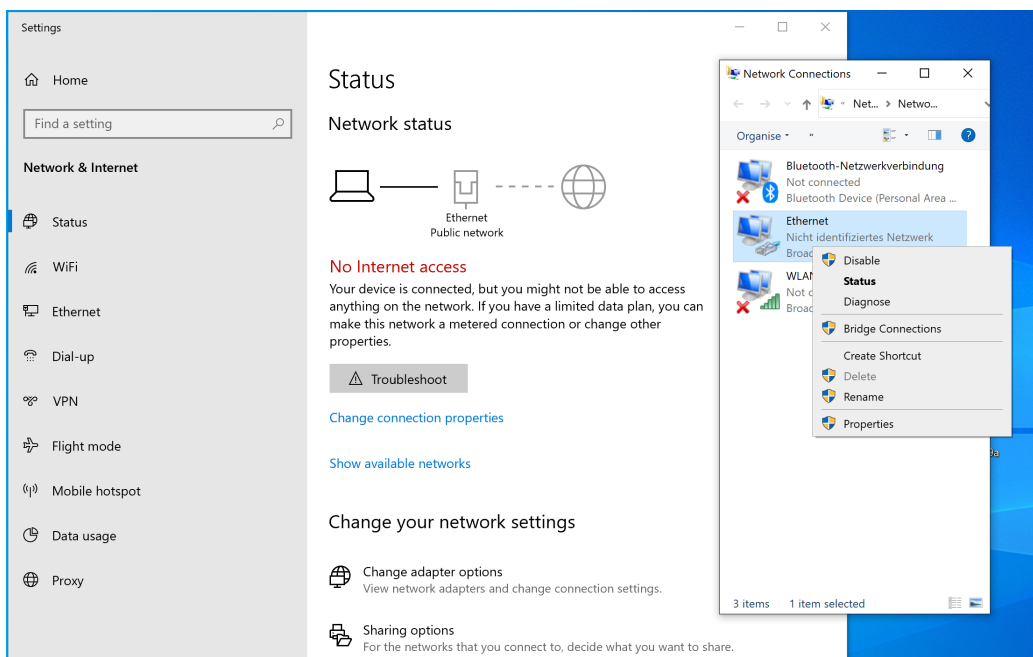 Settings
Home
Find a setting
Network & Internet
Status
WiFi
Ethernet
Dial-up
VPN
Flight mode
Mobile hotspot
Data usage
Proxy
Status
Network status
Ethernet
Public network
No Internet access
Your device is connected, but you might not be able to access
anything on the network. If you have a limited data plan, you can
make this network a metered connection or change other
properties.
Troubleshoot
Change connection properties
Show available networks
Change your network settings
Change adapter options
View network adapters and change connection settings.
Sharing options
For the networks that you connect to, decide what you want to share.
Network Connections
Net... > Netwo...
Organise
Bluetooth-Netzwerkverbindung
Not connected
Bluetooth Device (Personal Area ...
Ethernet
Nicht identifiziertes Netzwerk
Broad
WLAN
Not c
Broad
Disable
Status
Diagnose
Bridge Connections
Create Shortcut
Delete
Rename
Properties
3 items 1 item selected